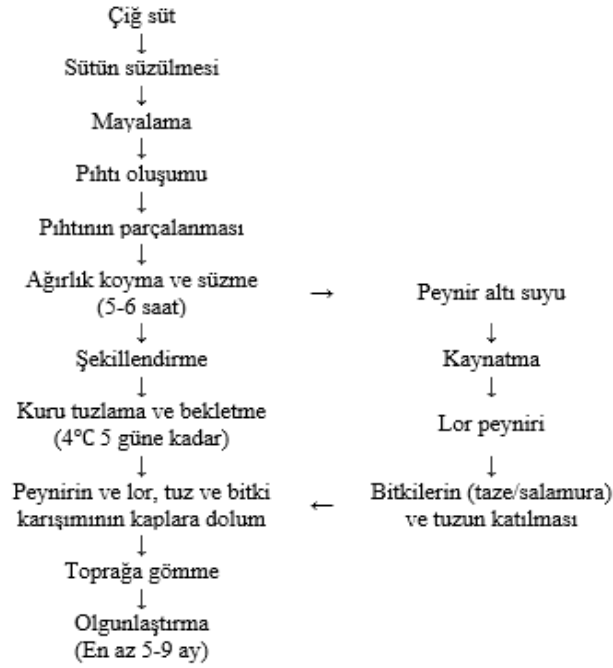 Çiğ süt
↓
Sütün süzülmesi
↓
Mayalama
↓
Pıhtı oluşumu
↓
Pıhtının parçalanması
↓
Ağırlık koyma ve süzme
(5-6 saat)
→
Peynir altı suyu
↓
Şekillendirme
↓
Kaynatma
↓
Kuru tuzlama ve bekletme
(4°C 5 güne kadar)
↓
Lor peyniri
↓
Peynirin ve lor, tuz ve bitki
karışımının kaplara dolum
←
Bitkilerin (taze/salamura)
ve tuzun katılması
↓
Toprağa gömme
↓
Olgunlaştırma
(En az 5-9 ay)